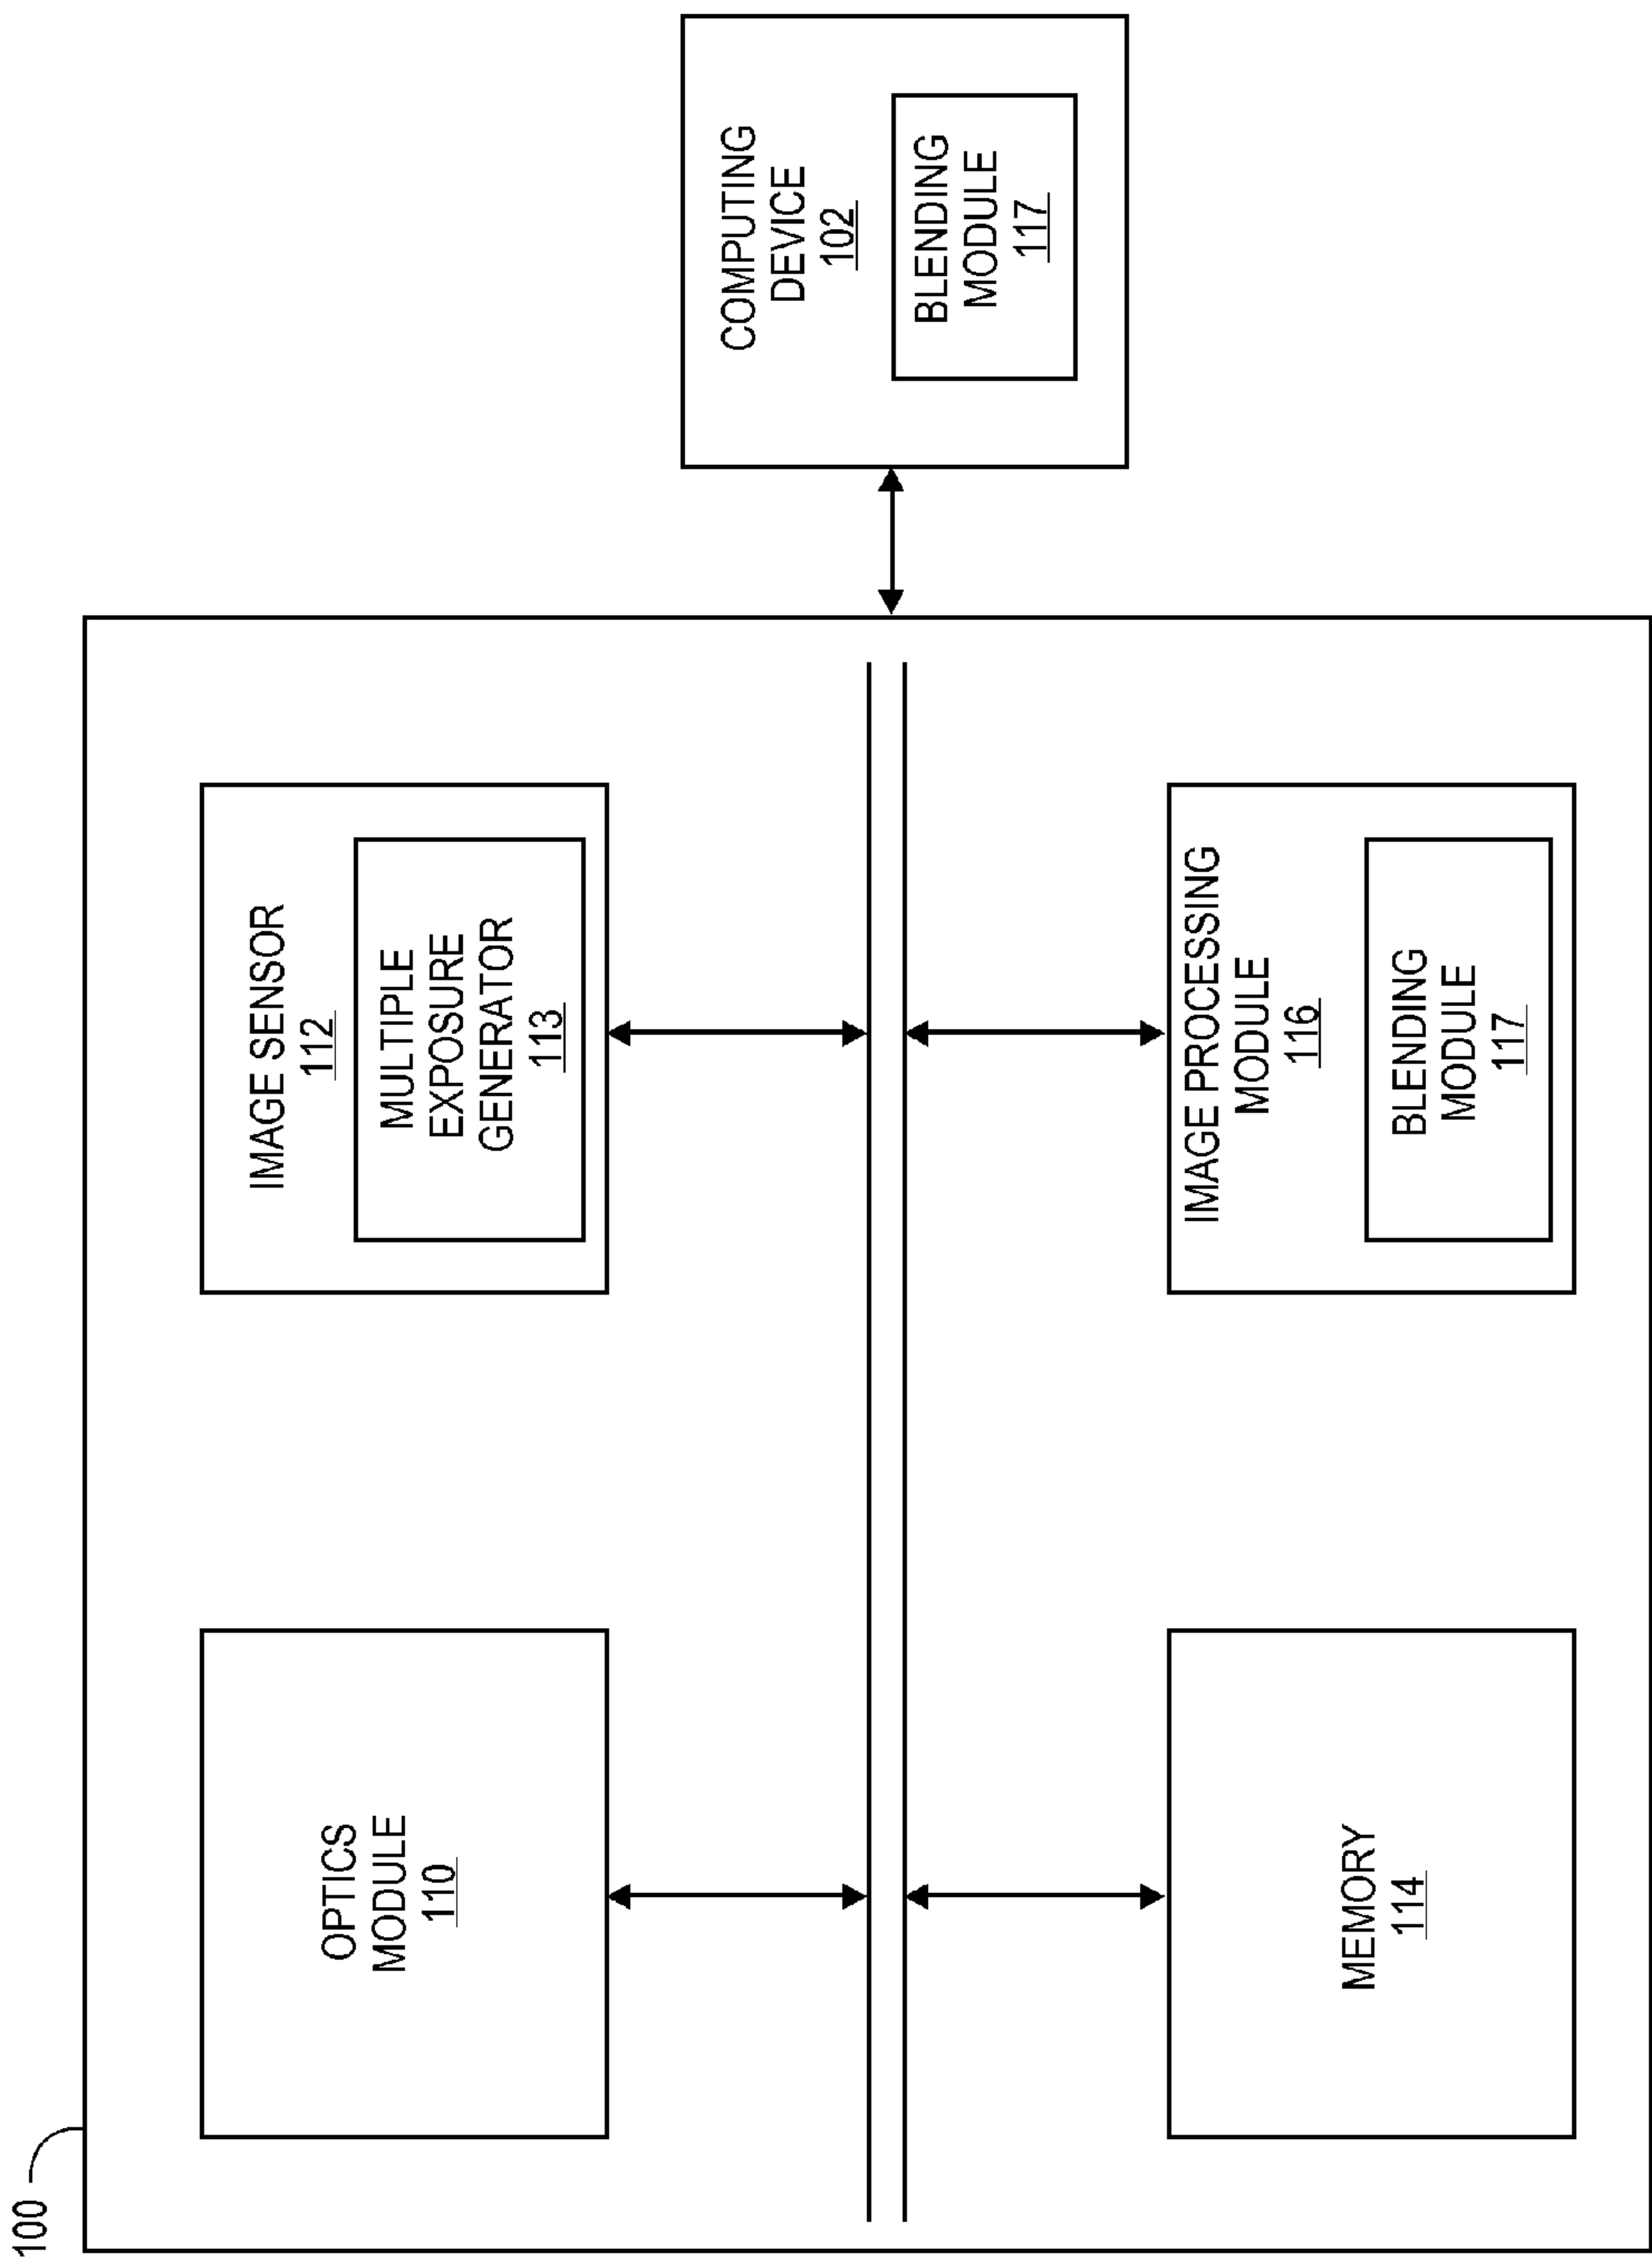 100
OPTICS
MODULE
110
IMAGE SENSOR
112
MULTIPLE
EXPOSURE
GENERATOR
113
MEMORY
114
IMAGE PROCESSING
MODULE
116
BLENDING
MODULE
117
COMPUTING
DEVICE
102
BLENDING
MODULE
117